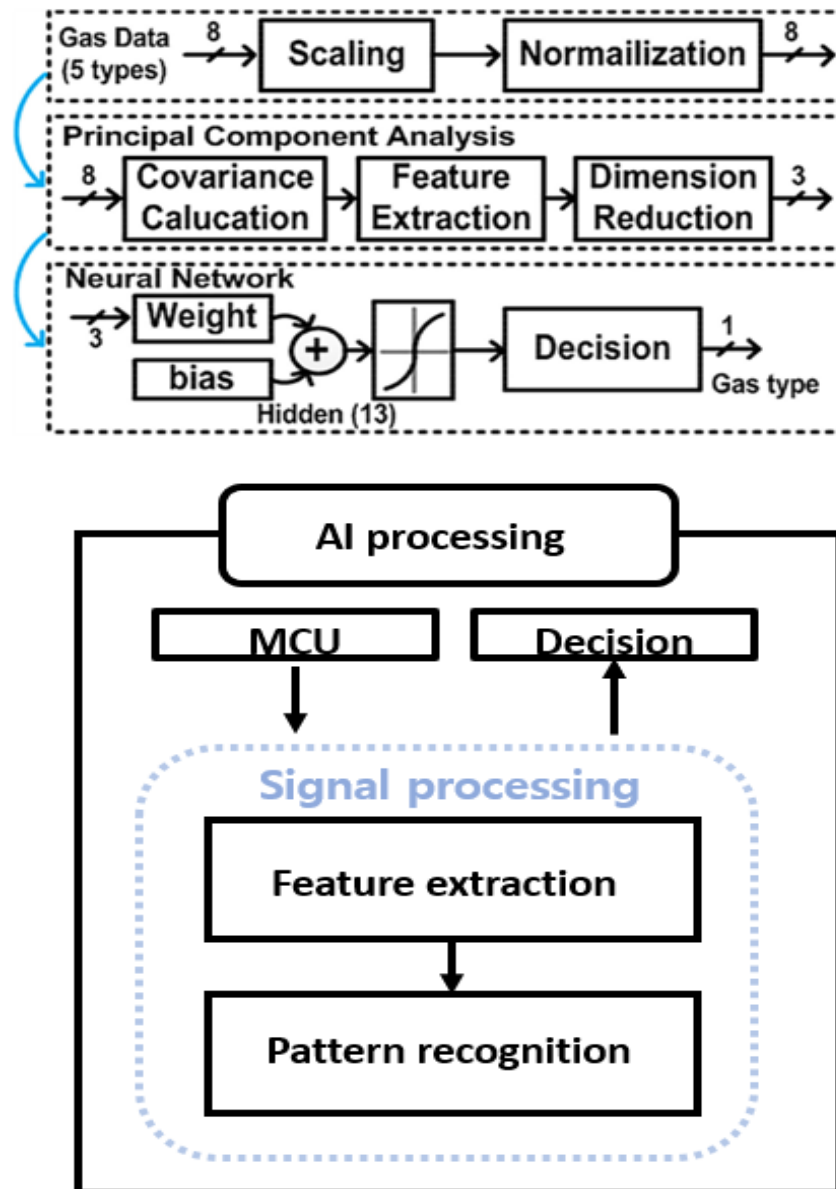 Gas Data
(5 types)
8
Scaling
Normailization
8
Principal Component Analysis
8
Covariance
Calucation
Feature
Extraction
Dimension
Reduction
3
Neural Network
3
Weight
bias
+
Hidden (13)
Decision
1
Gas type
AI processing
MCU
Decision
Signal processing
Feature extraction
Pattern recognition